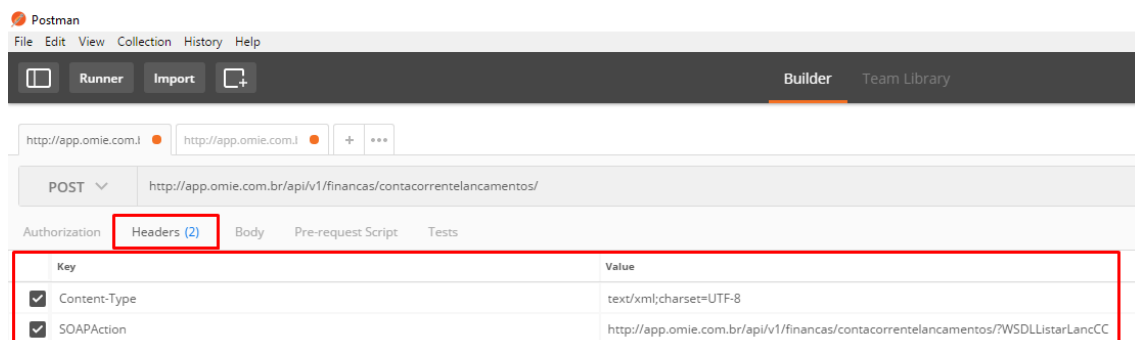 Postman
File Edit View Collection History Help
Runner Import Builder Team Library
http://app.omie.com.l http://app.omie.com.l + •••
POST http://app.omie.com.br/api/v1/financas/contacorrentelancamentos/
Authorization Headers (2) Body Pre-request Script Tests
Key Value
Content-Type text/xml;charset=UTF-8
SOAPAction http://app.omie.com.br/api/v1/financas/contacorrentelancamentos/?WSDLListarLancCC